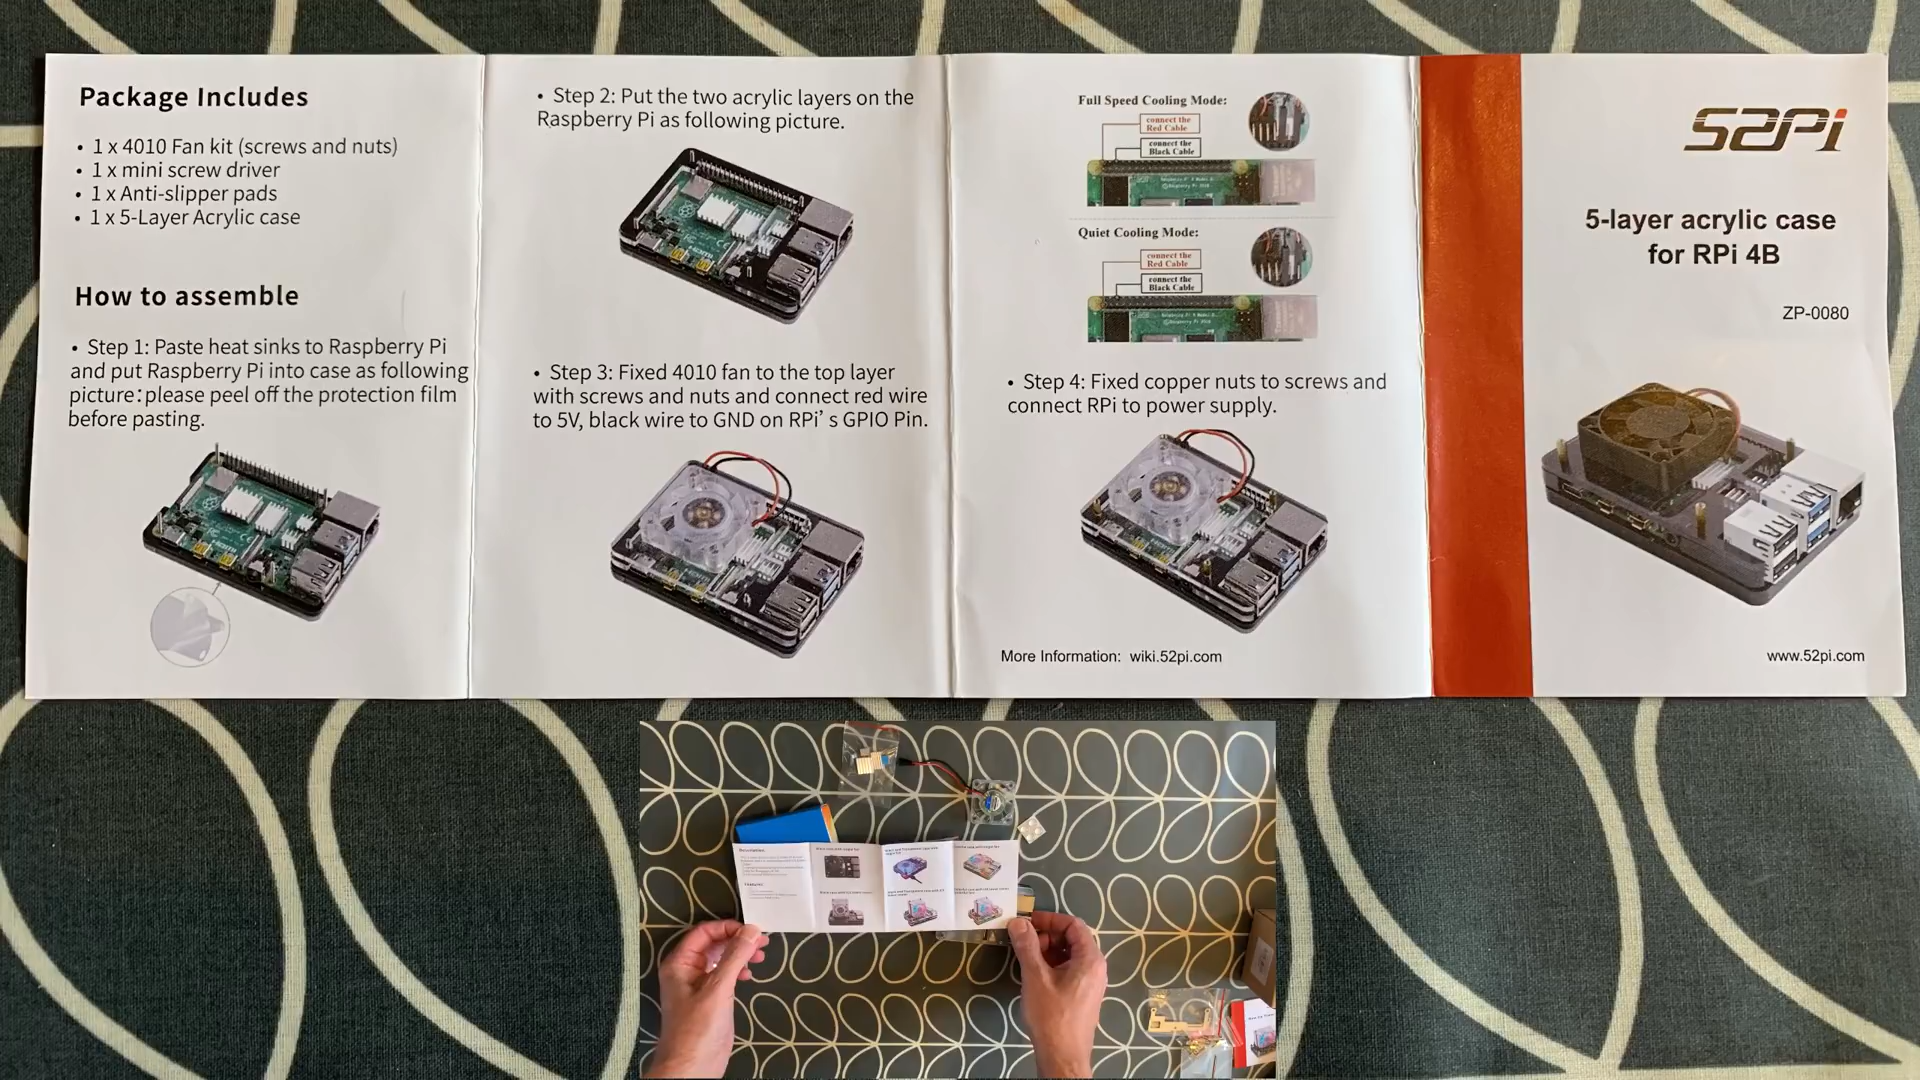 Package Includes
• 1 x 4010 Fan kit (screws and nuts)
• 1 x mini screw driver
• 1 x Anti-slipper pads
• 1 x 5-Layer Acrylic case
How to assemble
• Step 1: Paste heat sinks to Raspberry Pi
and put Raspberry Pi into case as following
picture：please peel off the protection film
before pasting.
• Step 2: Put the two acrylic layers on the
Raspberry Pi as following picture.
• Step 3: Fixed 4010 fan to the top layer
with screws and nuts and connect red wire
to 5V, black wire to GND on RPi’s GPIO Pin.
Full Speed Cooling Mode:
connect the
Red Cable
connect the
Black Cable
Quiet Cooling Mode:
connect the
Red Cable
connect the
Black Cable
• Step 4: Fixed copper nuts to screws and
connect RPi to power supply.
More Information: wiki.52pi.com
52Pi
5-layer acrylic case
for RPi 4B
ZP-0080
www.52pi.com